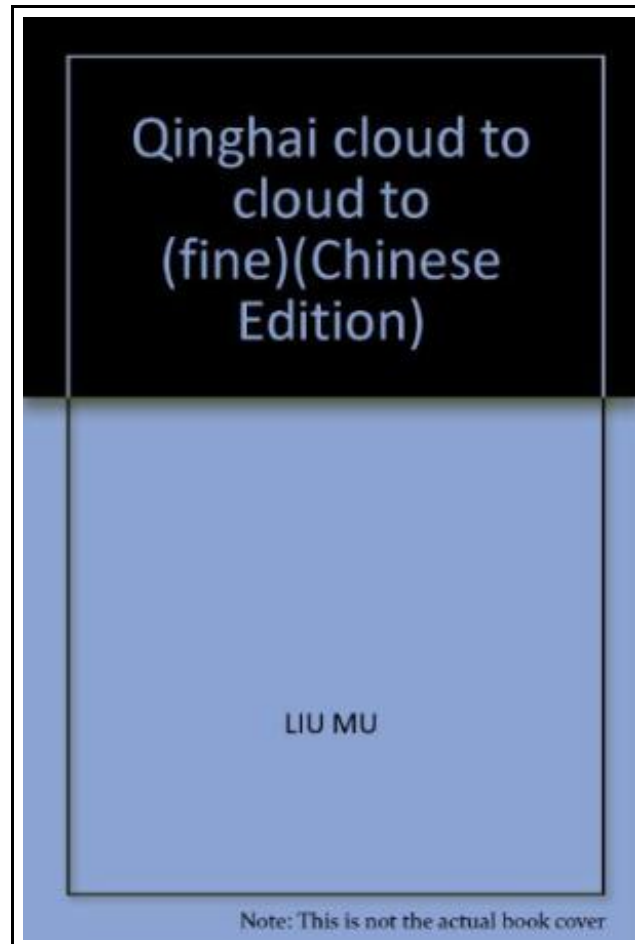 Qinghai cloud to
cloud to
(fine)(Chinese
Edition)
LIU MU
Note: This is not the actual book cover